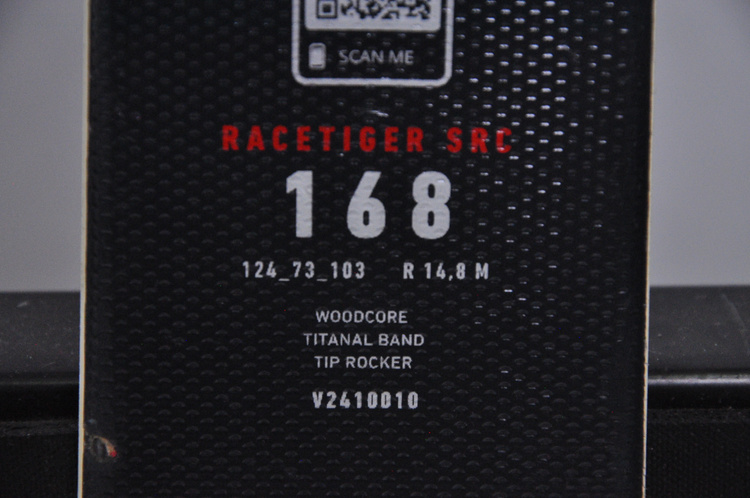 SCAN ME
RACETIGER SRC
168
124_73_103 R 14,8 M
WOODCORE
TITANAL BAND
TIP ROCKER
V2410010